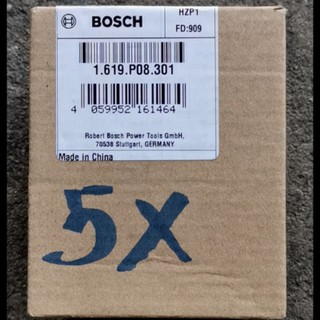 BOSCH
HZP1
FD:909
1.619.P08.301
4 059952 161464
Robert Bosch Power Tools GmbH,
70538 Stuttgart, GERMANY
Made in China
5X